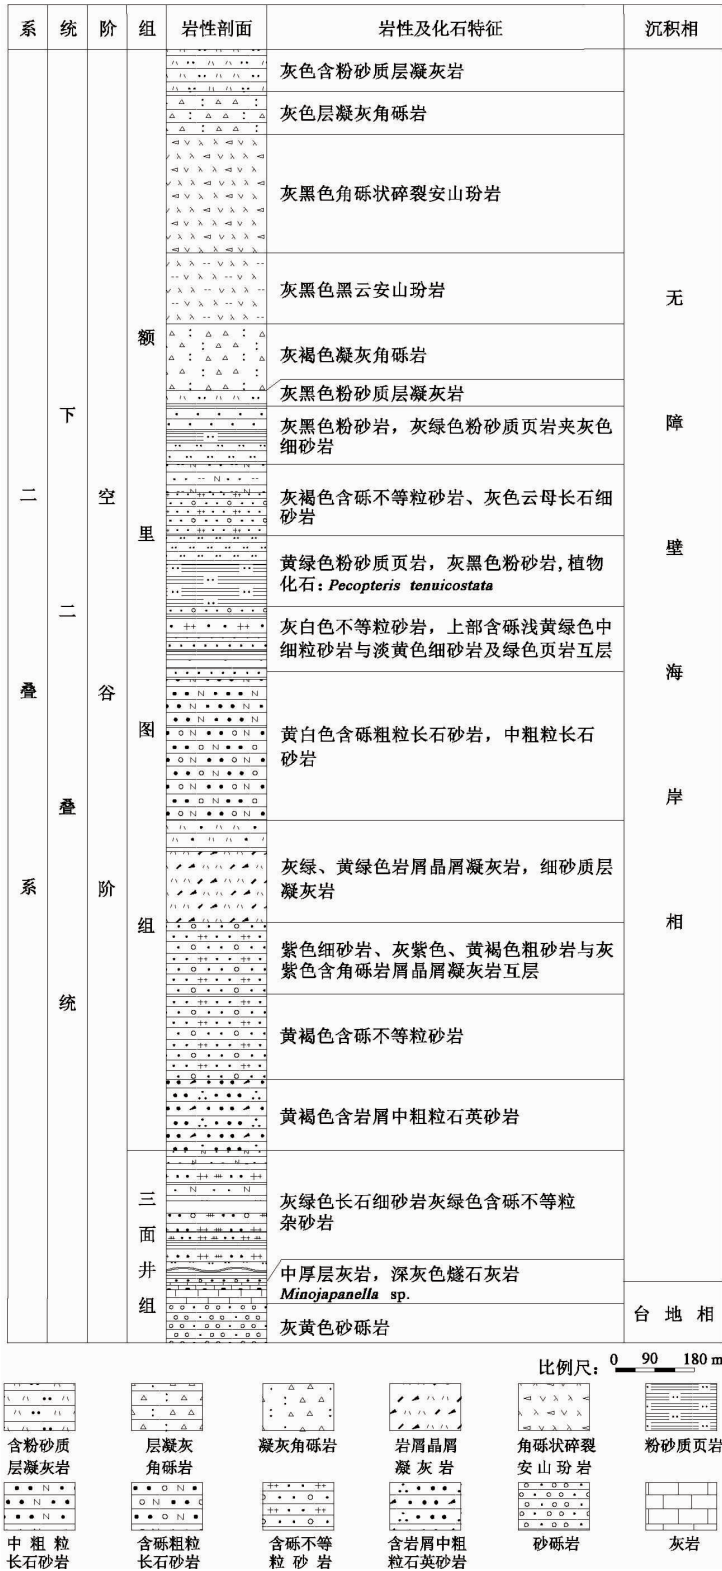 系 统 阶 组 岩性剖面 岩性及化石特征 沉积相
二叠系
下二叠统
空谷阶
额里图组
三面井组
灰色含粉砂质层凝灰岩
灰色层凝灰角砾岩
灰黑色角砾状碎裂安山玢岩
灰黑色黑云安山玢岩
灰褐色凝灰角砾岩
灰黑色粉砂质层凝灰岩
灰黑色粉砂岩，灰绿色粉砂质页岩夹灰色
细砂岩
灰褐色含砾不等粒砂岩、灰色云母长石细
砂岩
黄绿色粉砂质页岩，灰黑色粉砂岩,植物
化石：Pecopteris tenuicostata
灰白色不等粒砂岩，上部含砾浅黄绿色中
细粒砂岩与淡黄色细砂岩及绿色页岩互层
黄白色含砾粗粒长石砂岩，中粗粒长石
砂岩
灰绿、黄绿色岩屑晶屑凝灰岩，细砂质层
凝灰岩
紫色细砂岩、灰紫色、黄褐色粗砂岩与灰
紫色含角砾岩屑晶屑凝灰岩互层
黄褐色含砾不等粒砂岩
黄褐色含岩屑中粗粒石英砂岩
灰绿色长石细砂岩灰绿色含砾不等粒
杂砂岩
中厚层灰岩，深灰色燧石灰岩
Minojapanella sp.
灰黄色砂砾岩
无障壁海岸相
台地相
比例尺： 0 90 180 m
含粉砂质
层凝灰岩
层凝灰
角砾岩
凝灰角砾岩
岩屑晶屑
凝灰岩
角砾状碎裂
安山玢岩
粉砂质页岩
中粗粒
长石砂岩
含砾粗粒
长石砂岩
含砾不等
粒砂岩
含岩屑中粗
粒石英砂岩
砂砾岩
灰岩